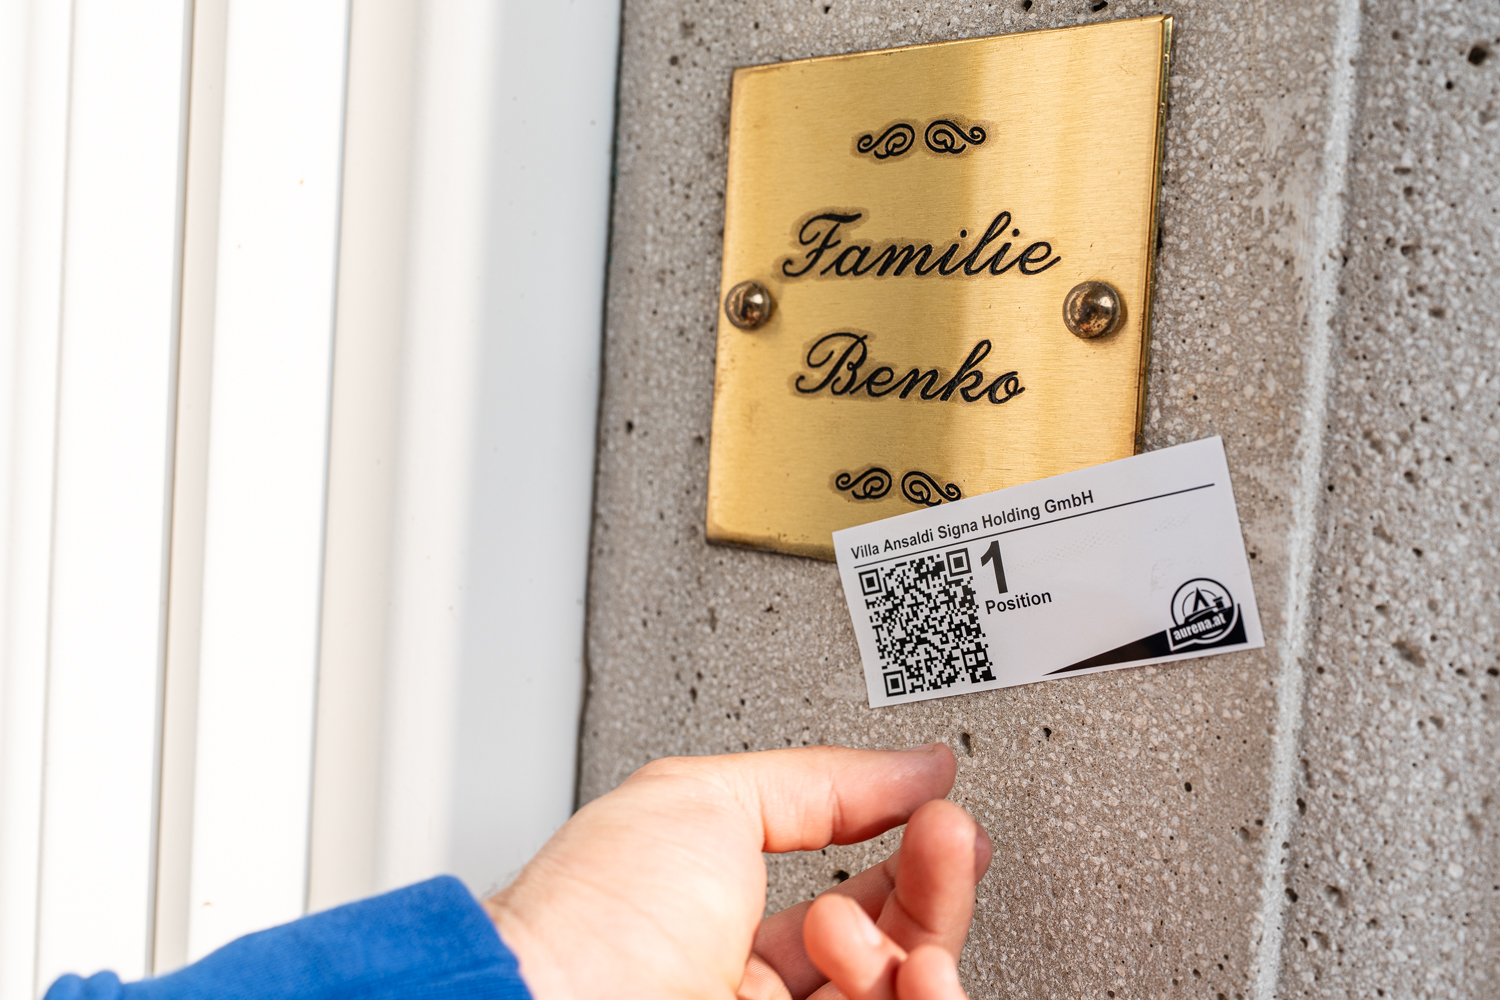 Familie
Benko
Villa Ansaldi Signa Holding GmbH
1
Position
aurena.at